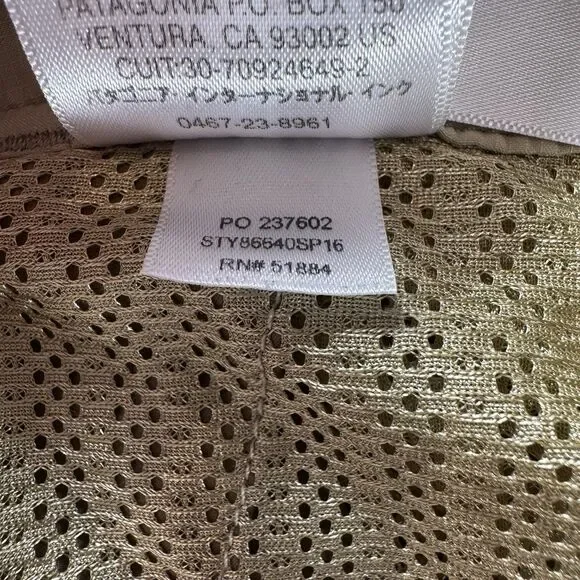 PATAGONIA P.O. BOX 150
VENTURA, CA 93002 US
CUIT:30-70924649-2
パタゴニア・インターナショナル・インク
0467-23-8961
PO 237602
STY86640SP16
RN# 51884